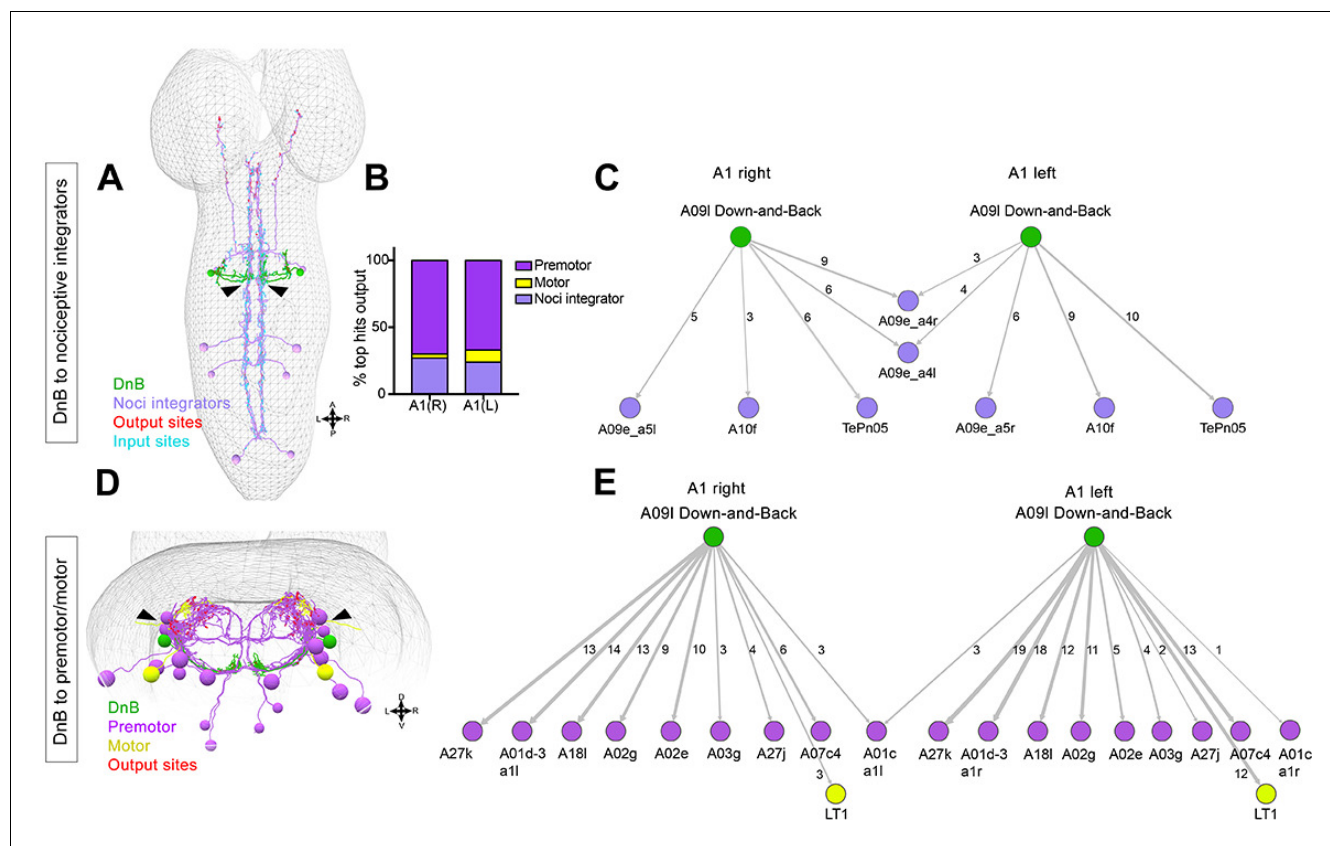 DnB to nociceptive integrators
A
DnB
Noci integrators
Output sites
Input sites
A
L R
P
B
% top hits output
100
50
0
A1(R) A1(L)
Premotor
Motor
Noci integrator
C
A1 right A1 left
A09l Down-and-Back A09l Down-and-Back
9 3
6 4
5 3 6 6 9 10
A09e_a4r
A09e_a4l
A09e_a5l A10f TePn05 A09e_a5r A10f TePn05
DnB to premotor/motor
D
DnB
Premotor
Motor
Output sites
D
L R
V
E
A1 right A1 left
A09l Down-and-Back A09l Down-and-Back
13 14 13 9 10 3 4 6 3 3 19 18 12 11 5 4 2 13 1
A27k A01d-3 A18l A02g A02e A03g A27j A07c4 A01c A27k A01d-3 A18i A02g A02e A03g A27j A07c4 A01c
a1l a1l a1r a1r
3 12
LT1 LT1